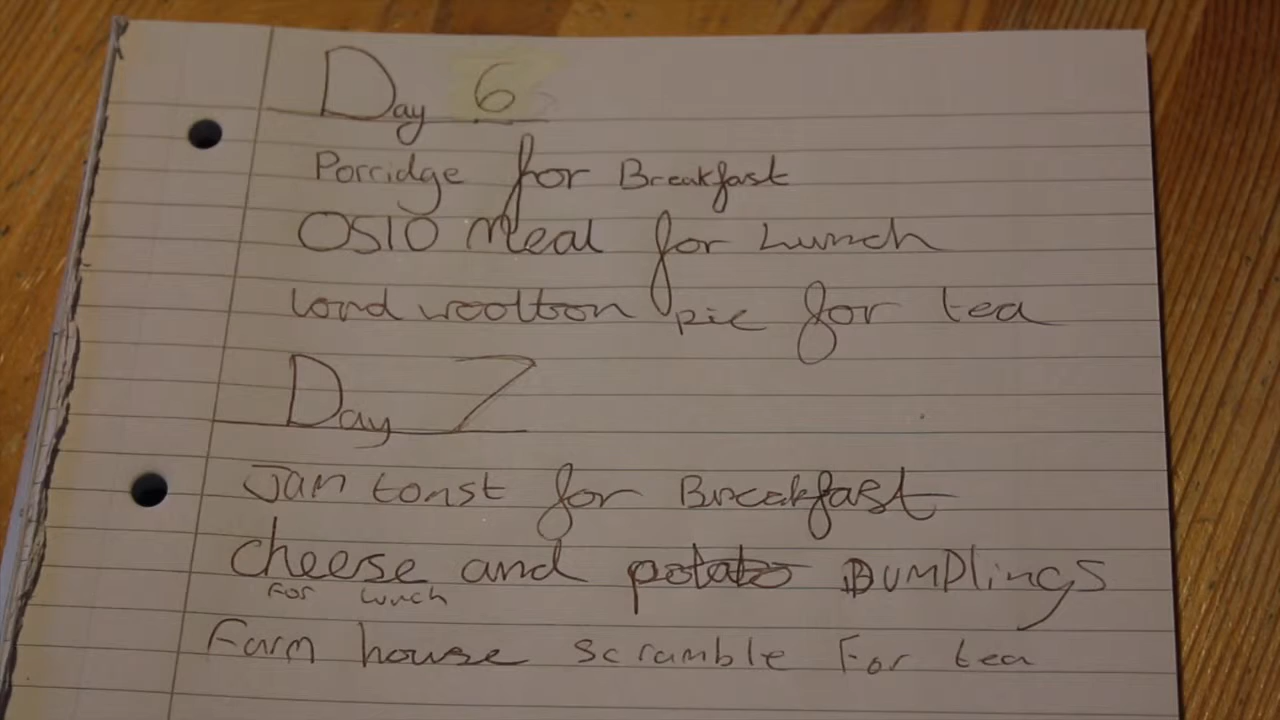 Day 6
Porridge for Breakfast
OSlO Meal for Lunch
Lord wootton pie for tea
Day 7
Jam toast for Breakfast
cheese and potato Dumplings
For Lunch
Farm house scramble For tea